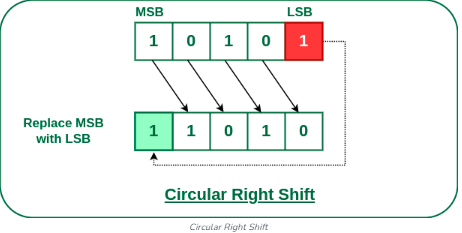 MSB LSB
1 0 1 0 1
Replace MSB
with LSB
1 1 0 1 0
Circular Right Shift
Circular Right Shift